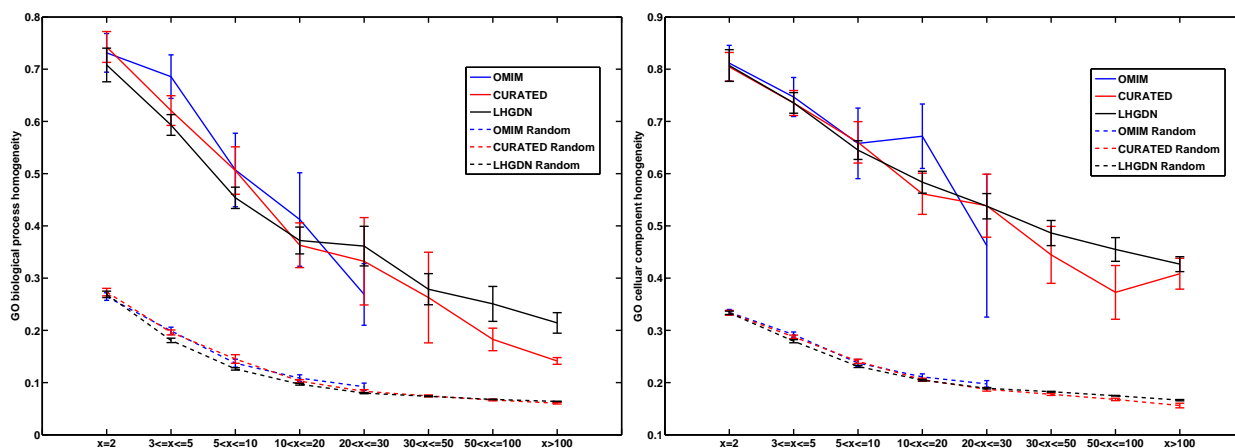 GO biological process homogeneity
0.8
0.7
0.6
0.5
0.4
0.3
0.2
0.1
0
x=2
3<=x<=5
5<x<=10
10<x<=20
20<x<=30
30<x<=50
50<x<=100
x>100
OMIM
CURATED
LHGDN
OMIM Random
CURATED Random
LHGDN Random
GO celluar component homogeneity
0.9
0.8
0.7
0.6
0.5
0.4
0.3
0.2
0.1
x=2
3<=x<=5
5<x<=10
10<x<=20
20<x<=30
30<x<=50
50<x<=100
x>100
OMIM
CURATED
LHGDN
OMIM Random
CURATED Random
LHGDN Random